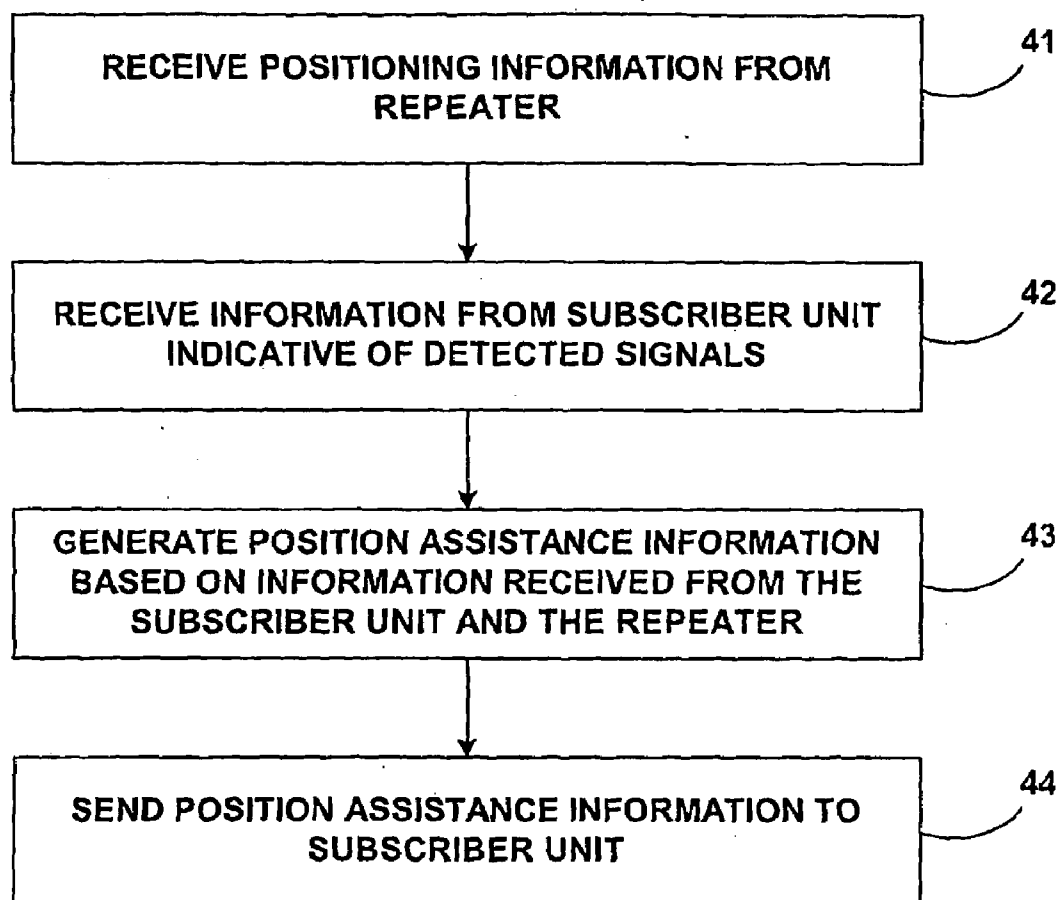 41
RECEIVE POSITIONING INFORMATION FROM
REPEATER
42
RECEIVE INFORMATION FROM SUBSCRIBER UNIT
INDICATIVE OF DETECTED SIGNALS
43
GENERATE POSITION ASSISTANCE INFORMATION
BASED ON INFORMATION RECEIVED FROM THE
SUBSCRIBER UNIT AND THE REPEATER
44
SEND POSITION ASSISTANCE INFORMATION TO
SUBSCRIBER UNIT